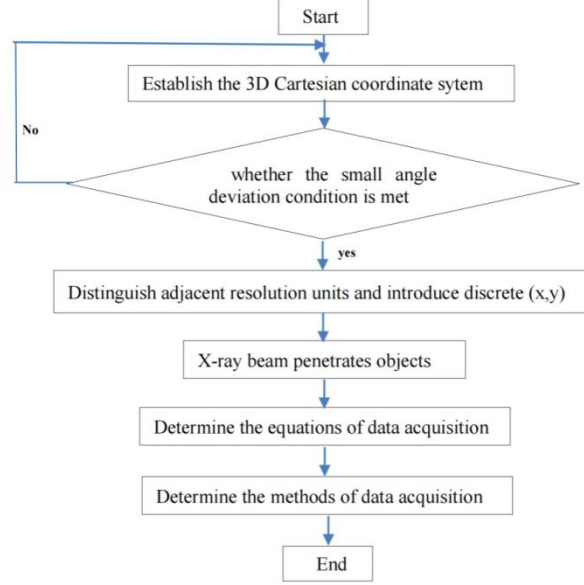 Start
Establish the 3D Cartesian coordinate sytem
No
whether the small angle
deviation condition is met
yes
Distinguish adjacent resolution units and introduce discrete (x,y)
X-ray beam penetrates objects
Determine the equations of data acquisition
Determine the methods of data acquisition
End